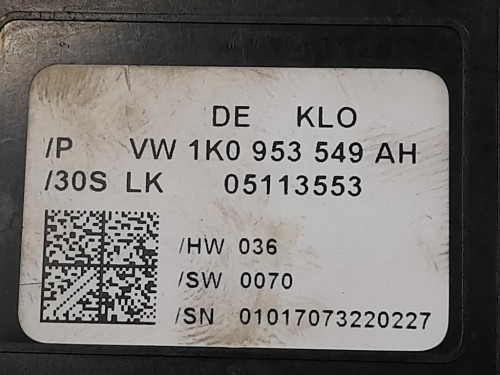 DE KLO
/P VW 1K0 953 549 AH
/30S LK 05113553
/HW 036
/SW 0070
/SN 01017073220227